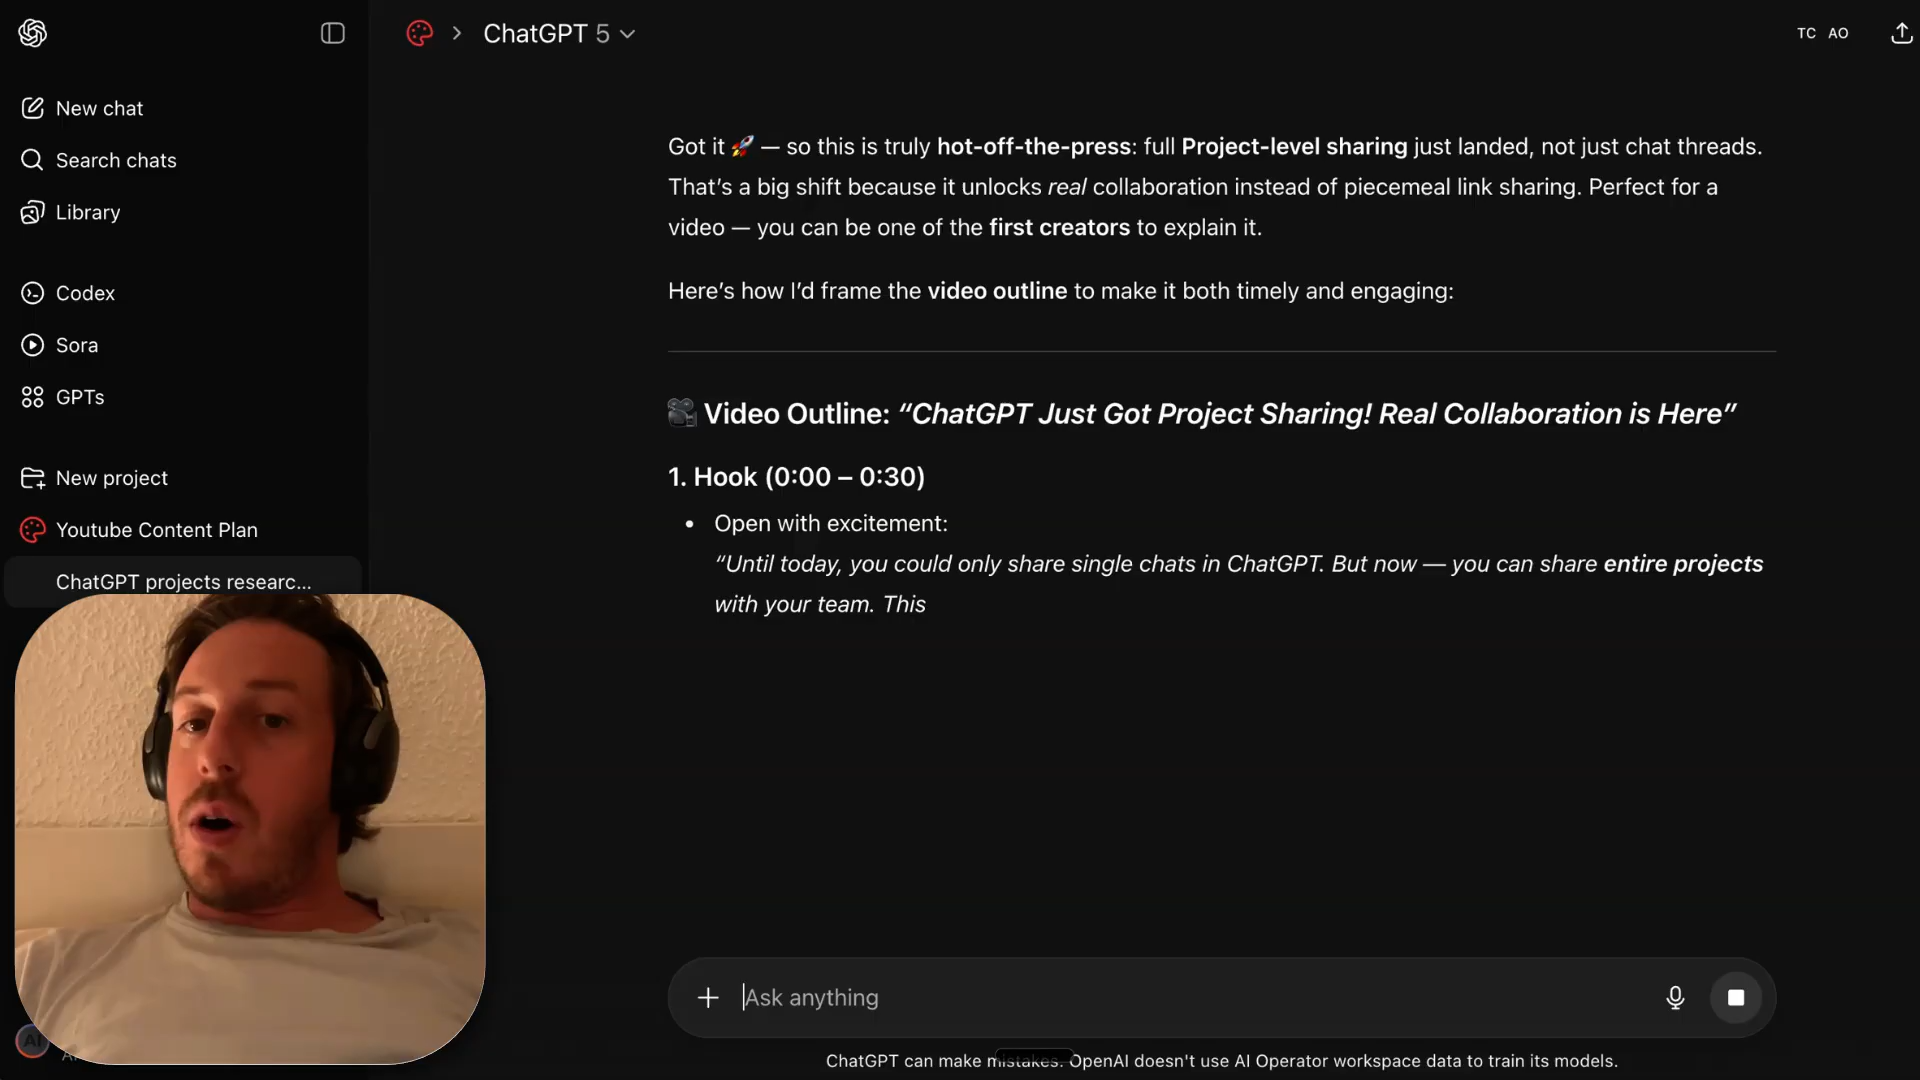 ChatGPT 5
TC AO
New chat
Search chats
Library
Codex
Sora
GPTs
New project
Youtube Content Plan
ChatGPT projects researc...
Got it 🚀 — so this is truly hot-off-the-press: full Project-level sharing just landed, not just chat threads.
That’s a big shift because it unlocks real collaboration instead of piecemeal link sharing. Perfect for a
video — you can be one of the first creators to explain it.
Here’s how I’d frame the video outline to make it both timely and engaging:
🎥 Video Outline: “ChatGPT Just Got Project Sharing! Real Collaboration is Here”
1. Hook (0:00 – 0:30)
• Open with excitement:
“Until today, you could only share single chats in ChatGPT. But now — you can share entire projects
with your team. This
Ask anything
AI
ChatGPT can make mistakes. OpenAI doesn't use AI Operator workspace data to train its models.